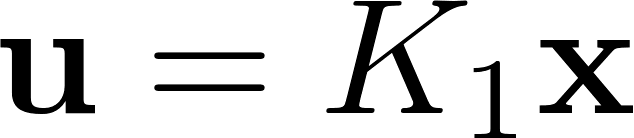 u = K₁x